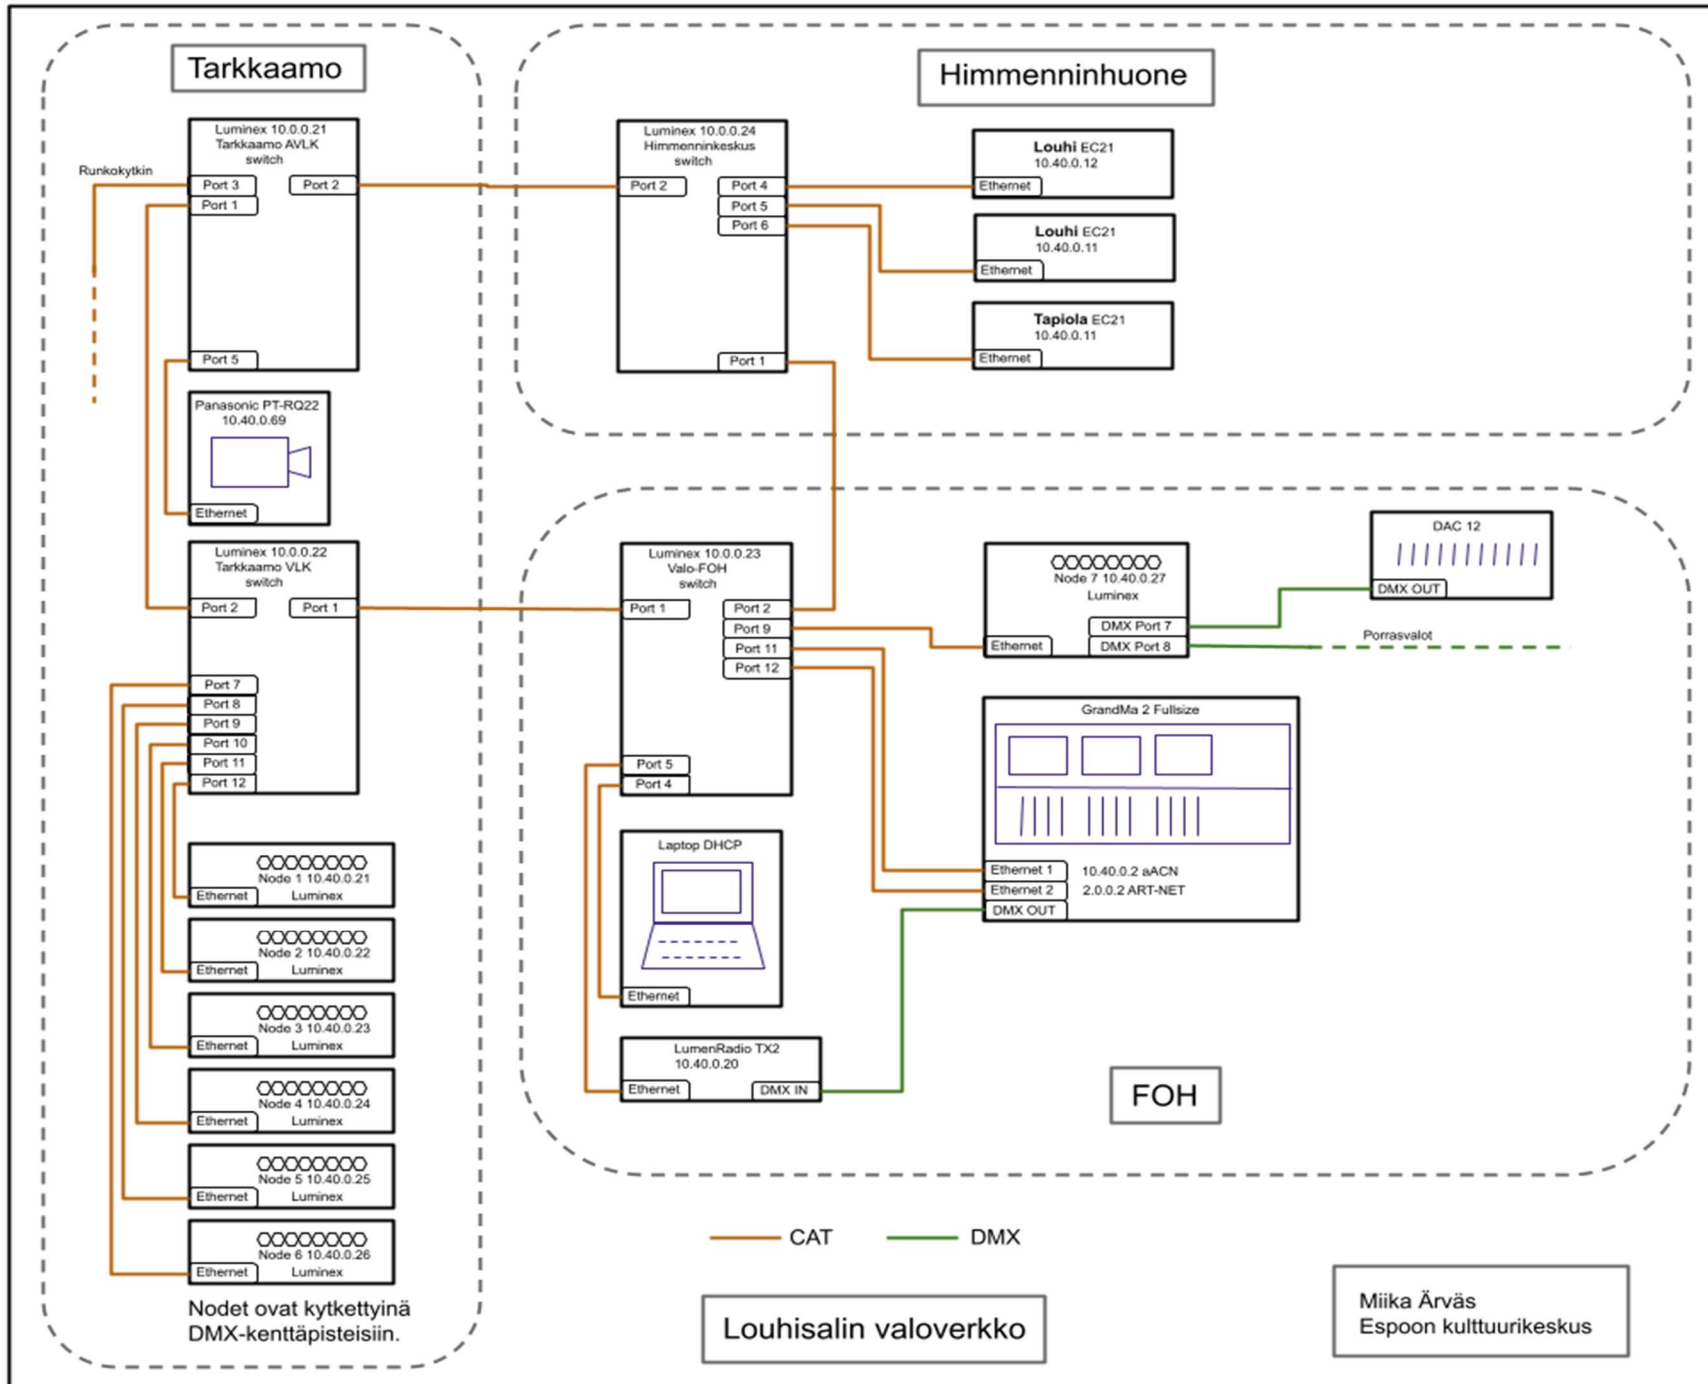 Tarkkaamo
Luminex 10.0.0.21
Tarkkaamo AVLK
switch
Runkokytkin
Port 3
Port 2
Port 1
Port 5
Panasonic PT-RQ22
10.40.0.69
Ethernet
Luminex 10.0.0.22
Tarkkaamo VLK
switch
Port 2
Port 1
Port 7
Port 8
Port 9
Port 10
Port 11
Port 12
Node 1 10.40.0.21
Ethernet
Luminex
Node 2 10.40.0.22
Ethernet
Luminex
Node 3 10.40.0.23
Ethernet
Luminex
Node 4 10.40.0.24
Ethernet
Luminex
Node 5 10.40.0.25
Ethernet
Luminex
Node 6 10.40.0.26
Ethernet
Luminex
Nodet ovat kytkettyinä
DMX-kenttäpisteisiin.
Himmenninhuone
Luminex 10.0.0.24
Himmenninkeskus
switch
Port 2
Port 4
Port 5
Port 6
Port 1
Louhi EC21
10.40.0.12
Ethernet
Louhi EC21
10.40.0.11
Ethernet
Tapiola EC21
10.40.0.11
Ethernet
Luminex 10.0.0.23
Valo-FOH
switch
Port 1
Port 2
Port 9
Port 11
Port 12
Port 5
Port 4
Laptop DHCP
Ethernet
LumenRadio TX2
10.40.0.20
Ethernet
DMX IN
Node 7 10.40.0.27
Luminex
Ethernet
DMX Port 7
DMX Port 8
DAC 12
DMX OUT
Porrasvalot
GrandMa 2 Fullsize
Ethernet 1
10.40.0.2 aACN
Ethernet 2
2.0.0.2 ART-NET
DMX OUT
FOH
CAT
DMX
Louhisalin valoverkko
Miika Ärväs
Espoon kulttuurikeskus